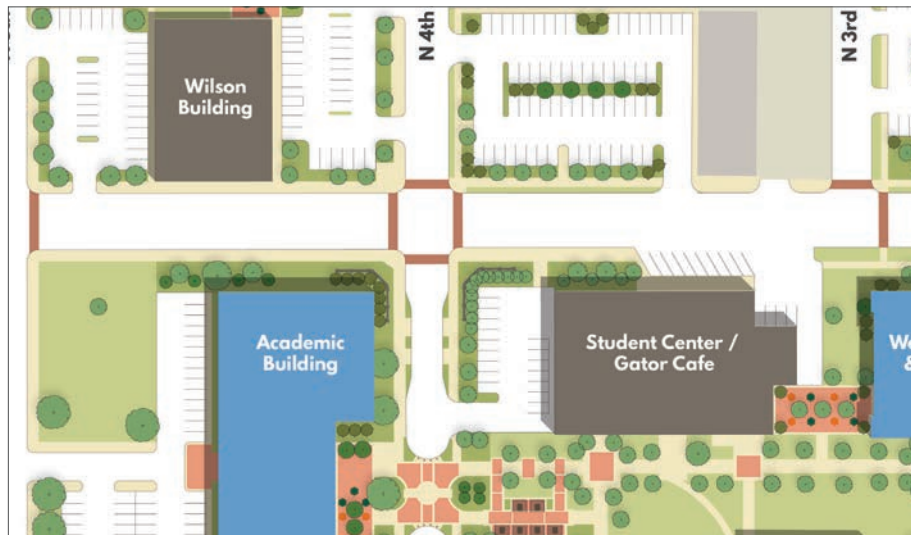 N 4th
N 3rd
Wilson
Building
Academic
Building
Student Center /
Gator Cafe